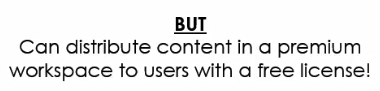 BUT
Can distribute content in a premium
workspace to users with a free license!